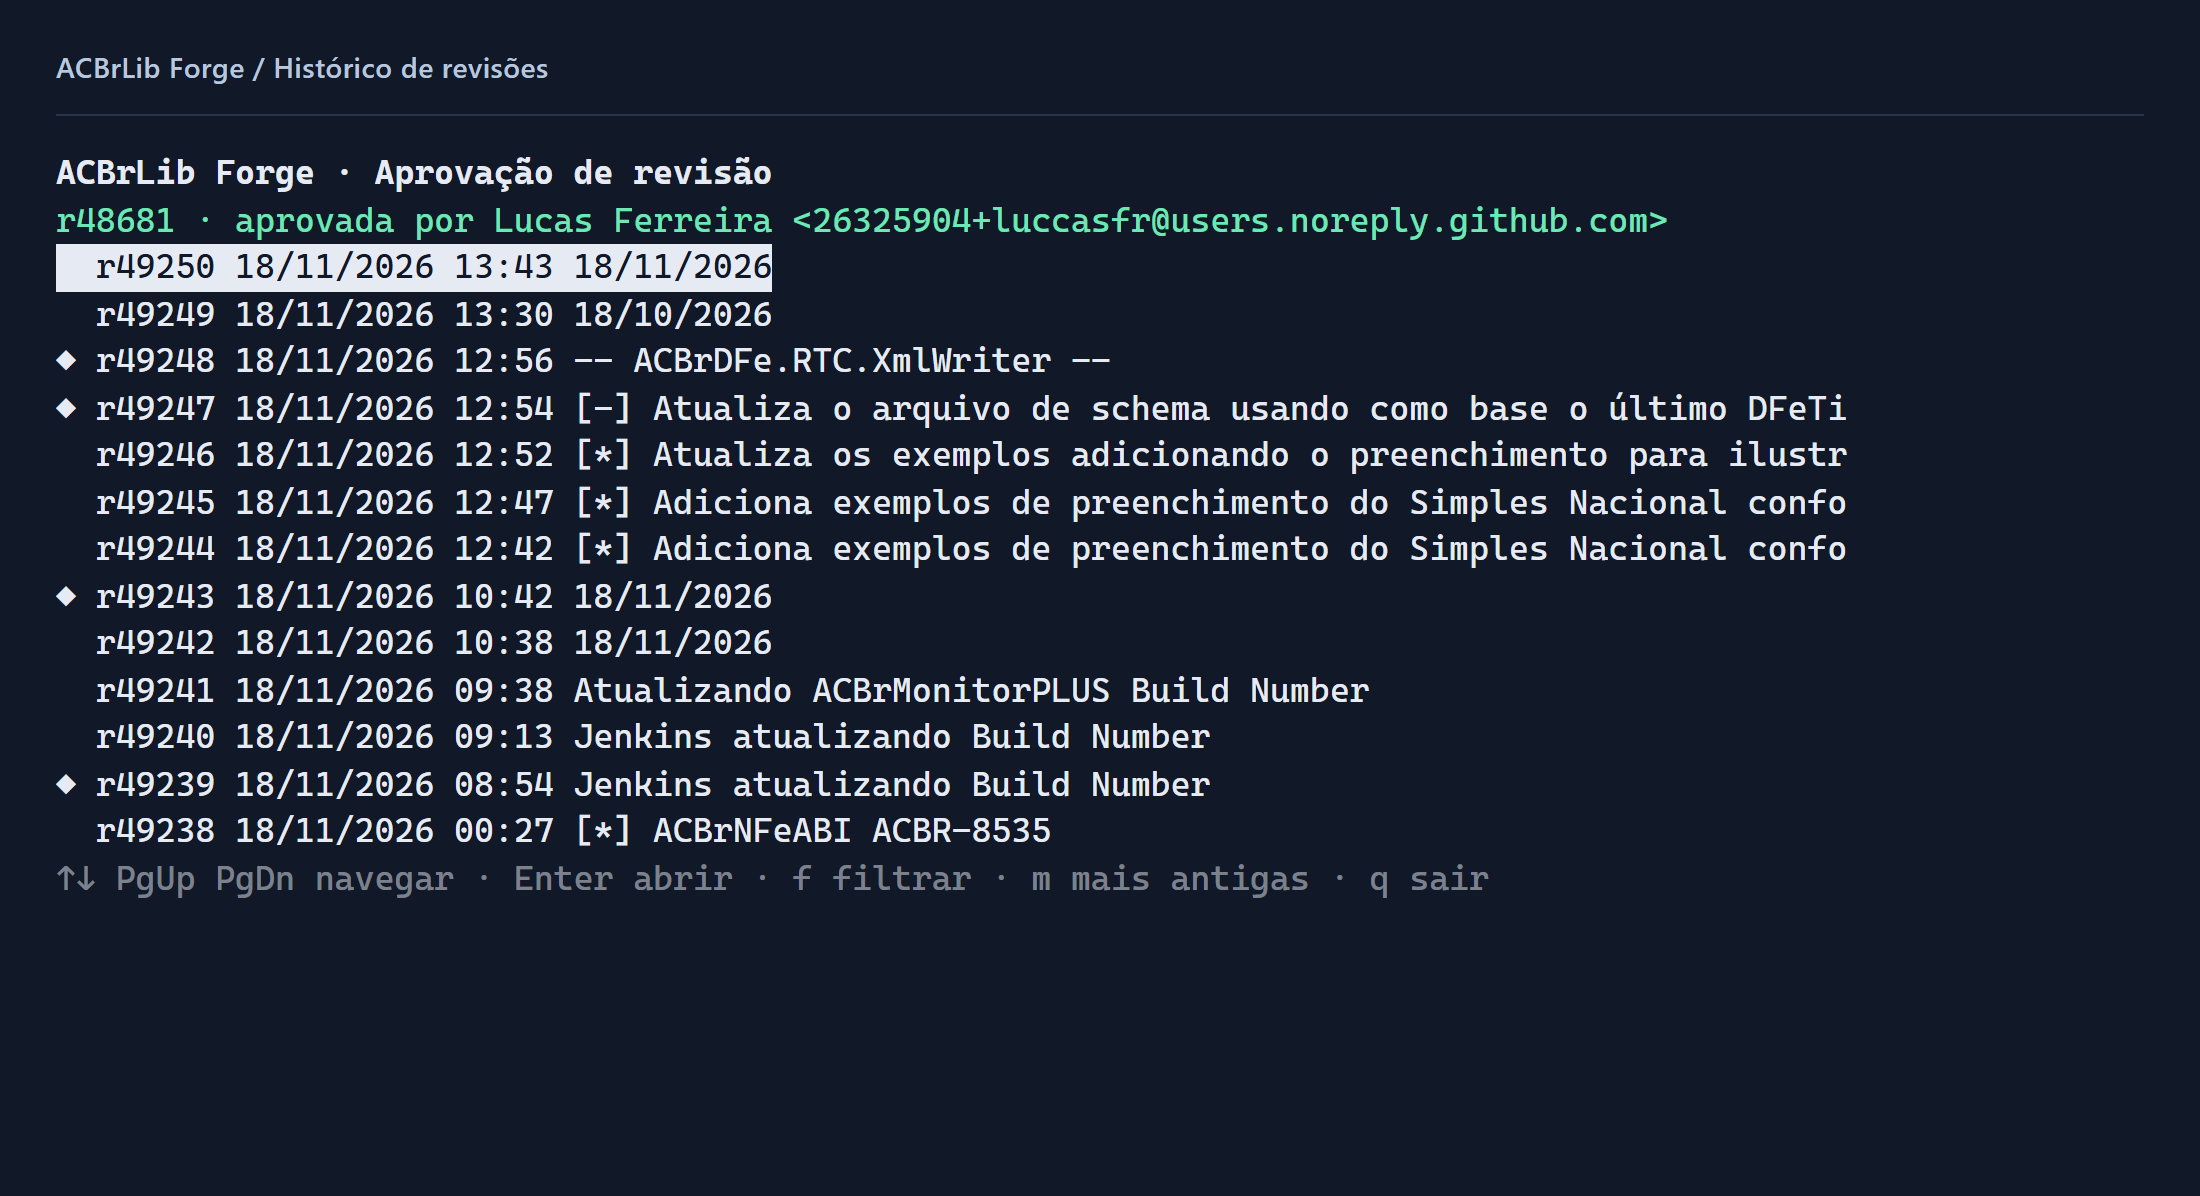 ACBrLib Forge / Histórico de revisões
ACBrLib Forge · Aprovação de revisão
r48681 · aprovada por Lucas Ferreira <26325904+luccasfr@users.noreply.github.com>
r49250 18/11/2026 13:43 18/11/2026
r49249 18/11/2026 13:30 18/10/2026
◆ r49248 18/11/2026 12:56 -- ACBrDFe.RTC.XmlWriter --
◆ r49247 18/11/2026 12:54 [-] Atualiza o arquivo de schema usando como base o último DFeTi
r49246 18/11/2026 12:52 [*] Atualiza os exemplos adicionando o preenchimento para ilustr
r49245 18/11/2026 12:47 [*] Adiciona exemplos de preenchimento do Simples Nacional confo
r49244 18/11/2026 12:42 [*] Adiciona exemplos de preenchimento do Simples Nacional confo
◆ r49243 18/11/2026 10:42 18/11/2026
r49242 18/11/2026 10:38 18/11/2026
r49241 18/11/2026 09:38 Atualizando ACBrMonitorPLUS Build Number
r49240 18/11/2026 09:13 Jenkins atualizando Build Number
◆ r49239 18/11/2026 08:54 Jenkins atualizando Build Number
r49238 18/11/2026 00:27 [*] ACBrNFeABI ACBR-8535
↑↓ PgUp PgDn navegar · Enter abrir · f filtrar · m mais antigas · q sair